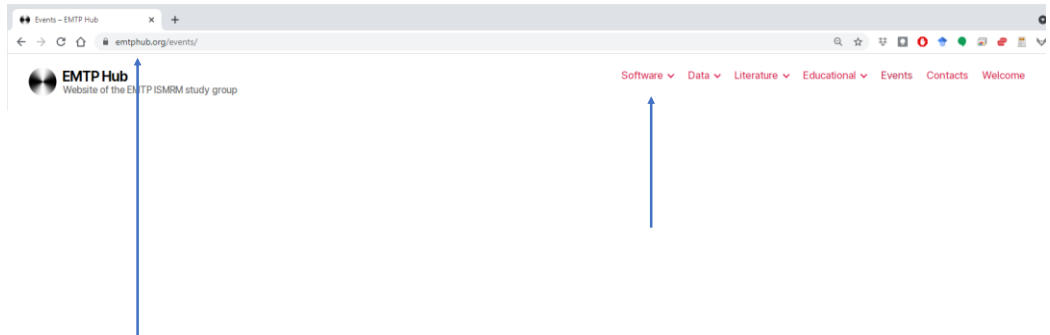 Events – EMTP Hub
emtphub.org/events/
EMTP Hub
Website of the EMTP ISMRM study group
Software Data Literature Educational Events Contacts Welcome